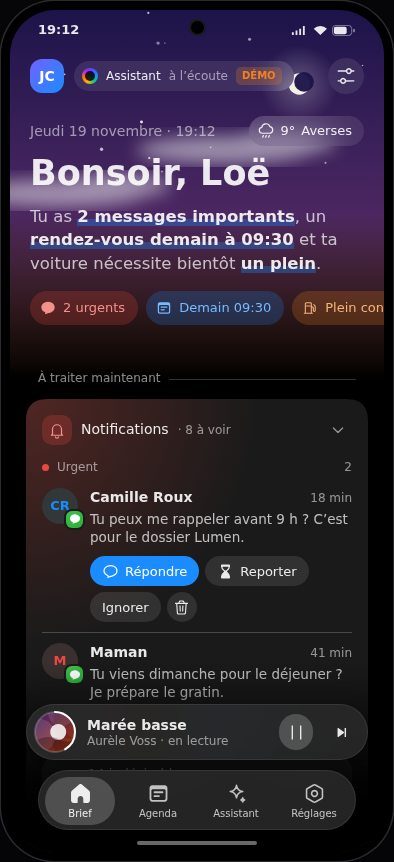 19:12
JC Assistant à l'écoute DÉMO
Jeudi 19 novembre · 19:12 9° Averses
Bonsoir, Loë
Tu as 2 messages importants, un
rendez-vous demain à 09:30 et ta
voiture nécessite bientôt un plein.
2 urgents Demain 09:30 Plein con
À traiter maintenant
Notifications · 8 à voir
Urgent 2
CR Camille Roux 18 min
Tu peux me rappeler avant 9 h ? C’est
pour le dossier Lumen.
Répondre Reporter
Ignorer
M Maman 41 min
Tu viens dimanche pour le déjeuner ?
Je prépare le gratin.
Marée basse
Aurèle Voss · en lecture
Brief Agenda Assistant Réglages